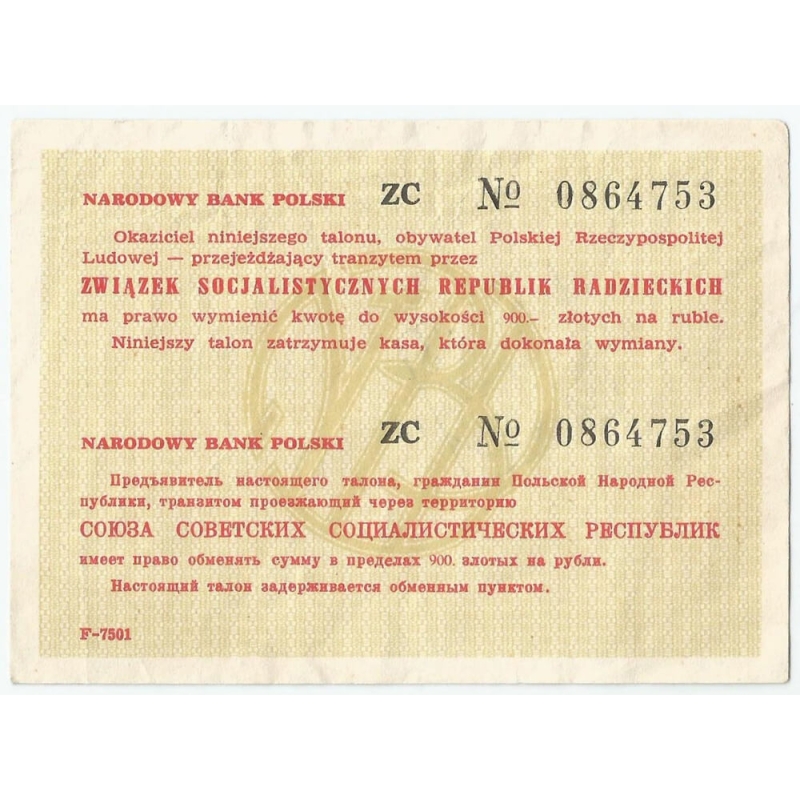 NARODOWY BANK POLSKI ZC № 0864753
Okaziciel niniejszego talonu, obywatel Polskiej Rzeczypospolitej
Ludowej — przejeżdżający tranzytem przez
ZWIĄZEK SOCJALISTYCZNYCH REPUBLIK RADZIECKICH
ma prawo wymienić kwotę do wysokości 900.– złotych na ruble.
Niniejszy talon zatrzymuje kasa, która dokonała wymiany.
NARODOWY BANK POLSKI ZC № 0864753
Предъявитель настоящего талона, гражданин Польской Народной Рес-
публики, транзитом проезжающий через территорию
СОЮЗА СОВЕТСКИХ СОЦИАЛИСТИЧЕСКИХ РЕСПУБЛИК
имеет право обменять сумму в пределах 900. злотых на рубли.
Настоящий талон задерживается обменным пунктом.
F-7501